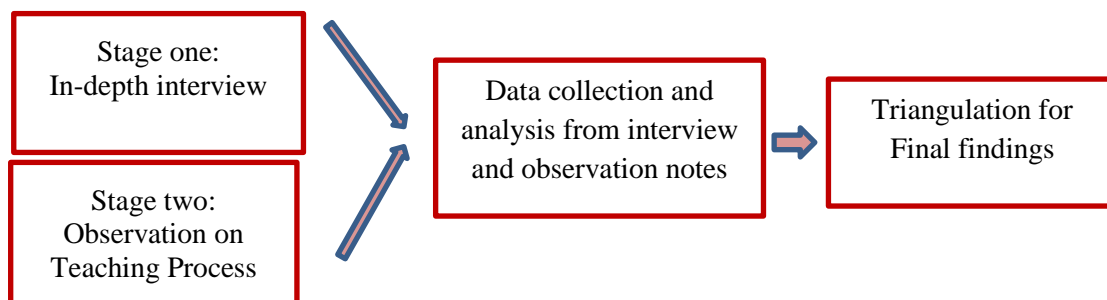 Stage one:
In-depth interview
Stage two:
Observation on
Teaching Process
Data collection and
analysis from interview
and observation notes
Triangulation for
Final findings